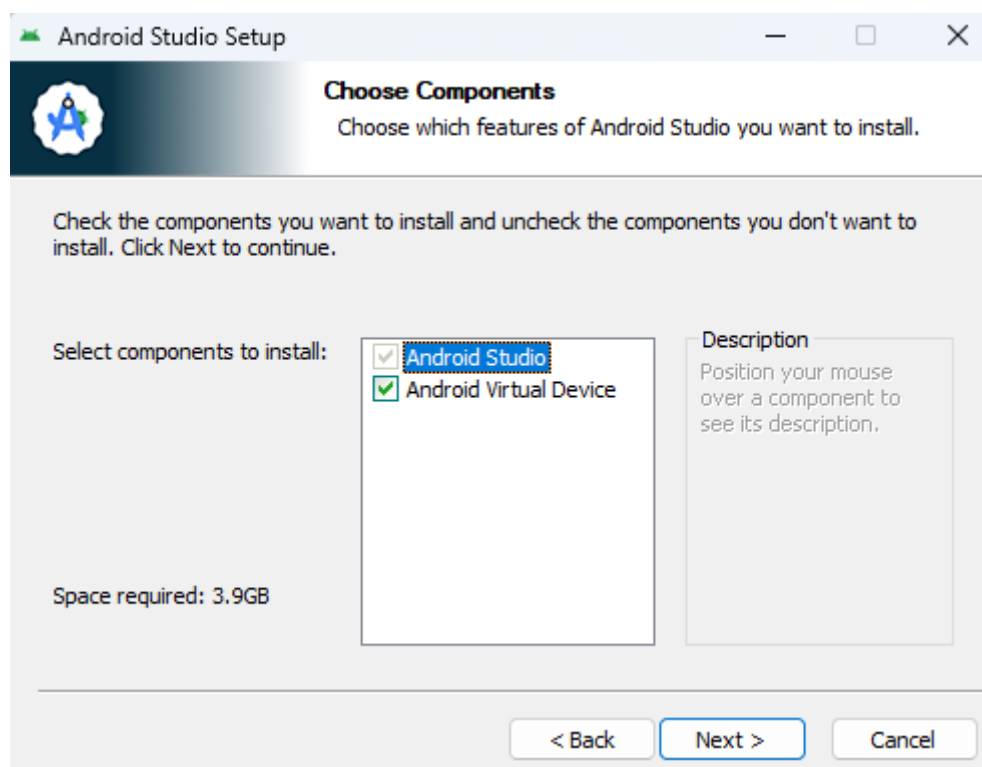 Android Studio Setup
Choose Components
Choose which features of Android Studio you want to install.
Check the components you want to install and uncheck the components you don't want to
install. Click Next to continue.
Select components to install:
Android Studio
Android Virtual Device
Description
Position your mouse
over a component to
see its description.
Space required: 3.9GB
< Back
Next >
Cancel